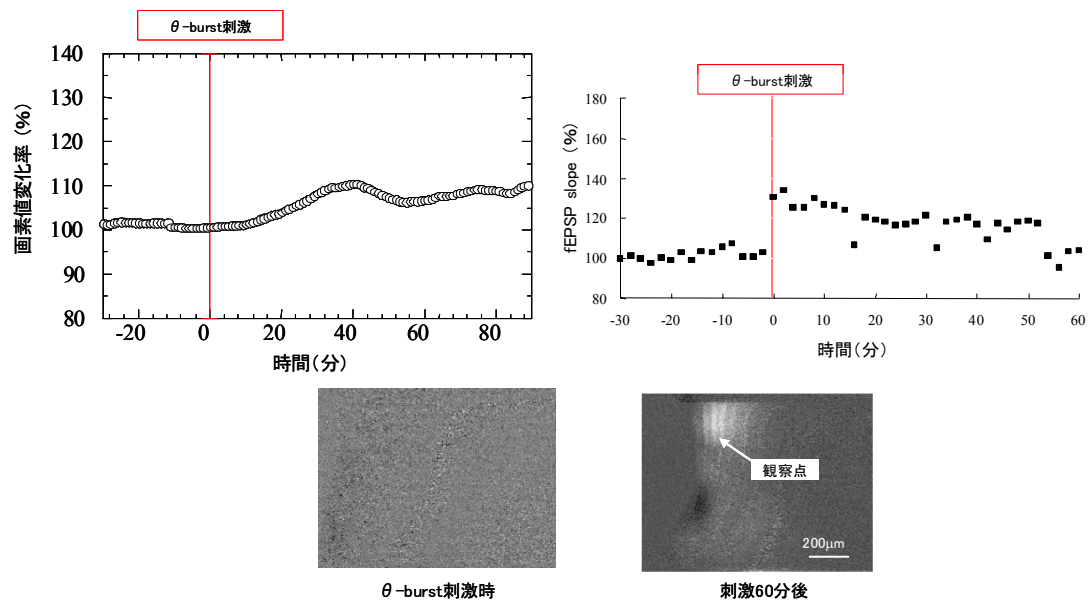 θ-burst刺激
140
130
120
110
100
90
80
画素値変化率（%）
-20 0 20 40 60 80
時間（分）
θ-burst刺激
180
160
140
120
100
80
fEPSP slope（%）
-30 -20 -10 0 10 20 30 40 50 60
時間（分）
観察点
200μm
θ-burst刺激時
刺激60分後